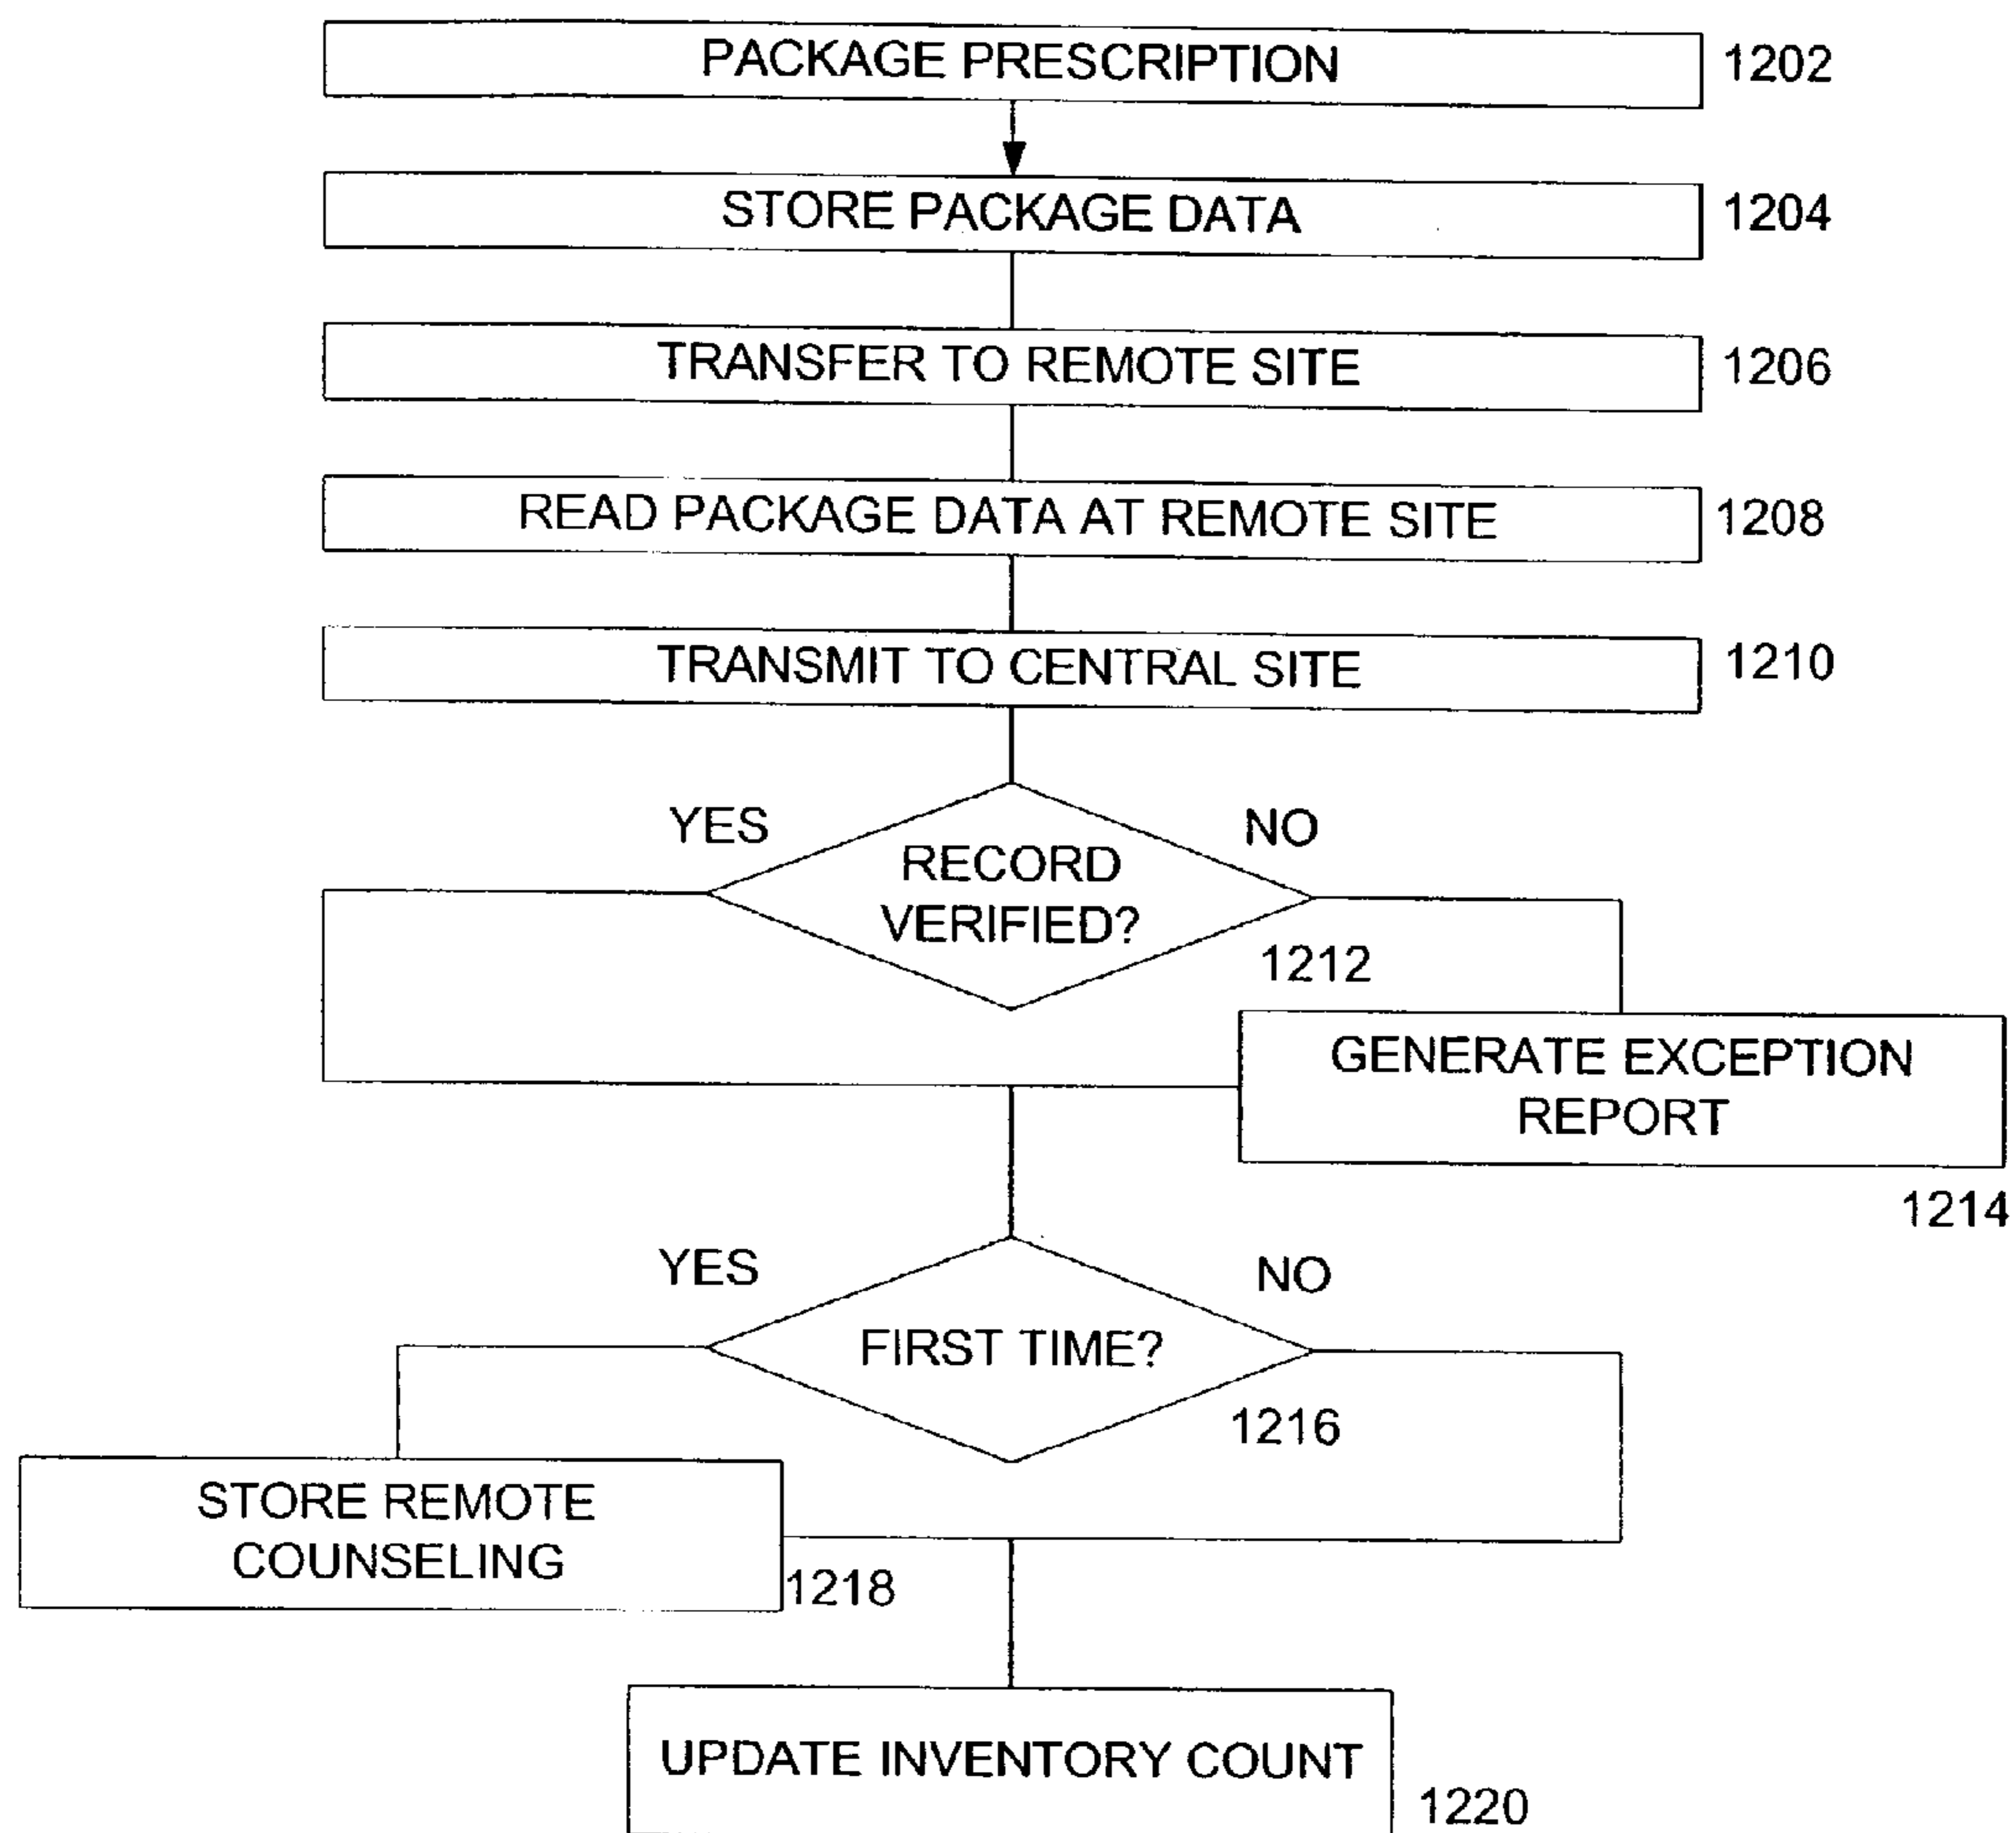 PACKAGE PRESCRIPTION 1202
STORE PACKAGE DATA 1204
TRANSFER TO REMOTE SITE 1206
READ PACKAGE DATA AT REMOTE SITE 1208
TRANSMIT TO CENTRAL SITE 1210
YES NO
RECORD
VERIFIED?
1212
GENERATE EXCEPTION
REPORT
1214
YES NO
FIRST TIME?
1216
STORE REMOTE
COUNSELING
1218
UPDATE INVENTORY COUNT
1220